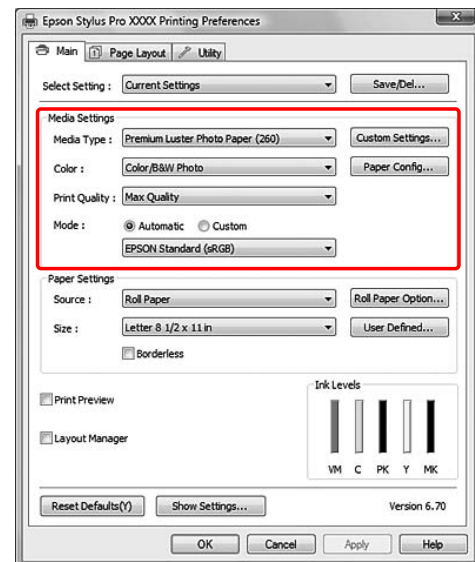 Epson Stylus Pro XXXX Printing Preferences
Main Page Layout Utility
Select Setting : Current Settings Save/Del...
Media Settings
Media Type : Premium Luster Photo Paper (260) Custom Settings...
Color : Color/B&W Photo Paper Config...
Print Quality : Max Quality
Mode : Automatic Custom
EPSON Standard (sRGB)
Paper Settings
Source : Roll Paper Roll Paper Option...
Size : Letter 8 1/2 x 11 in User Defined...
Borderless
Print Preview
Layout Manager
Ink Levels
VM C PK Y MK
Reset Defaults(Y) Show Settings... Version 6.70
OK Cancel Apply Help